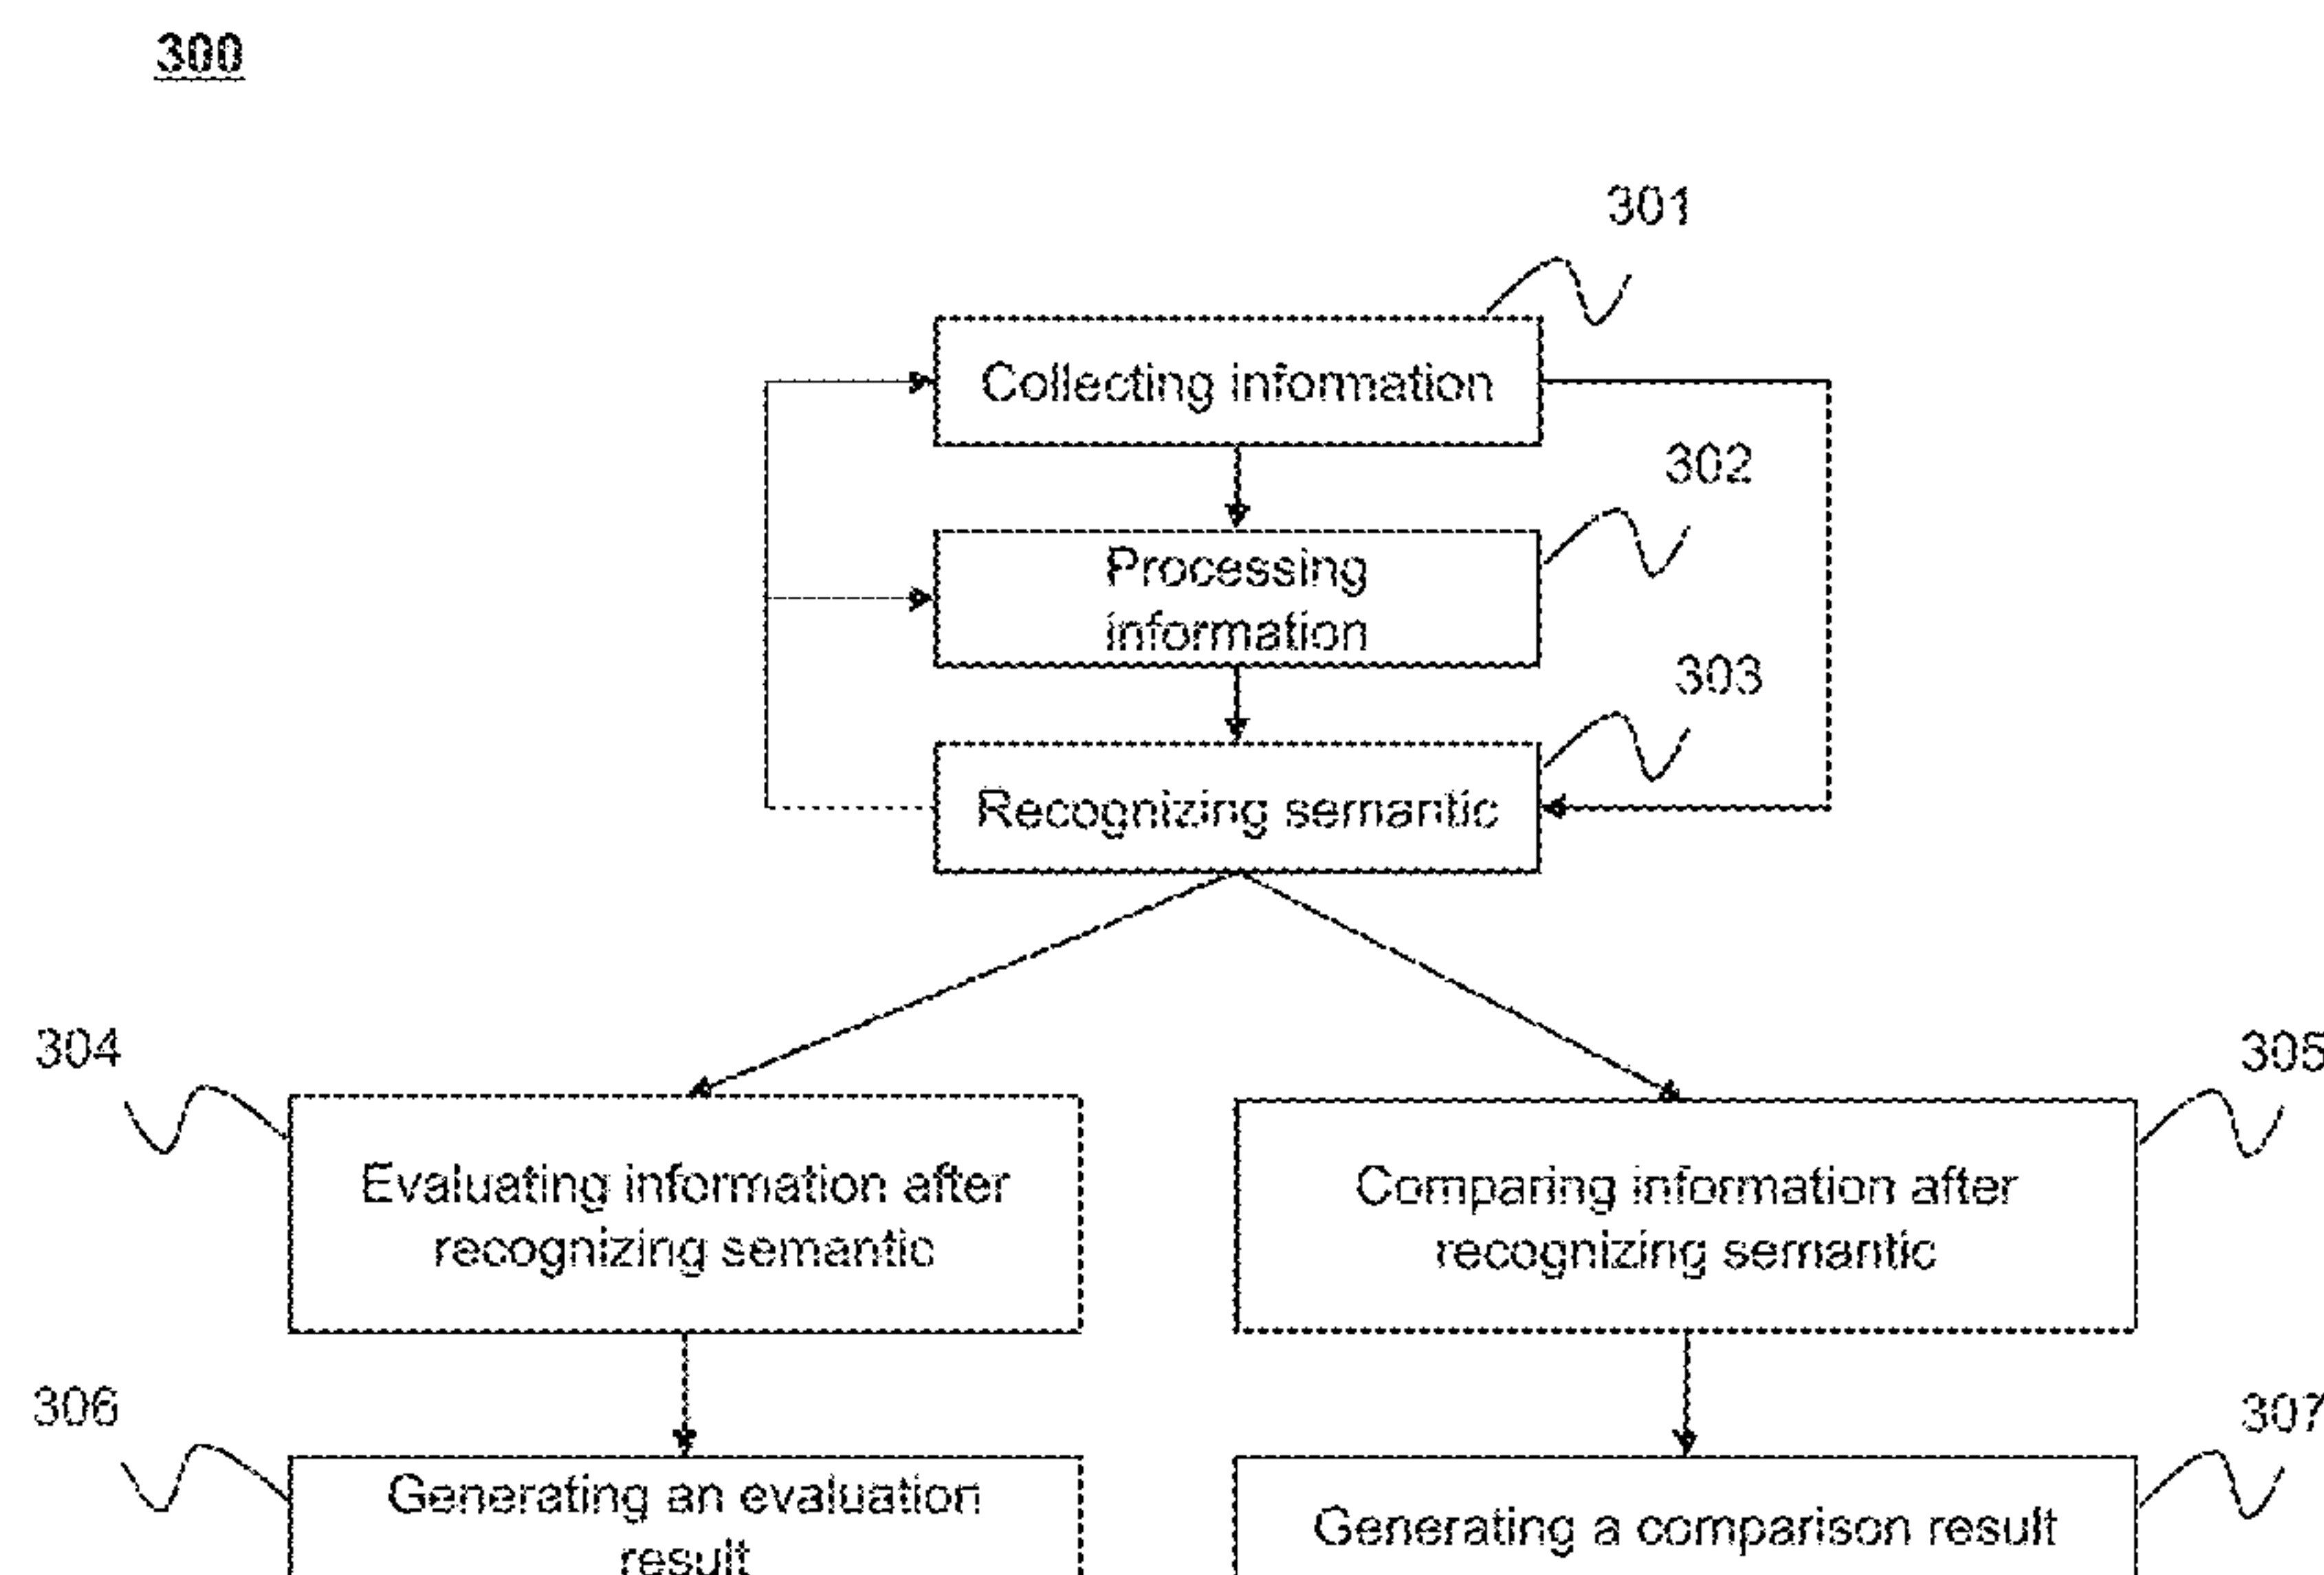 300
301
Collecting information
302
Processing
information
303
Recognizing semantic
304
305
Evaluating information after
recognizing semantic
Comparing information after
recognizing semantic
306
307
Generating an evaluation
result
Generating a comparison result